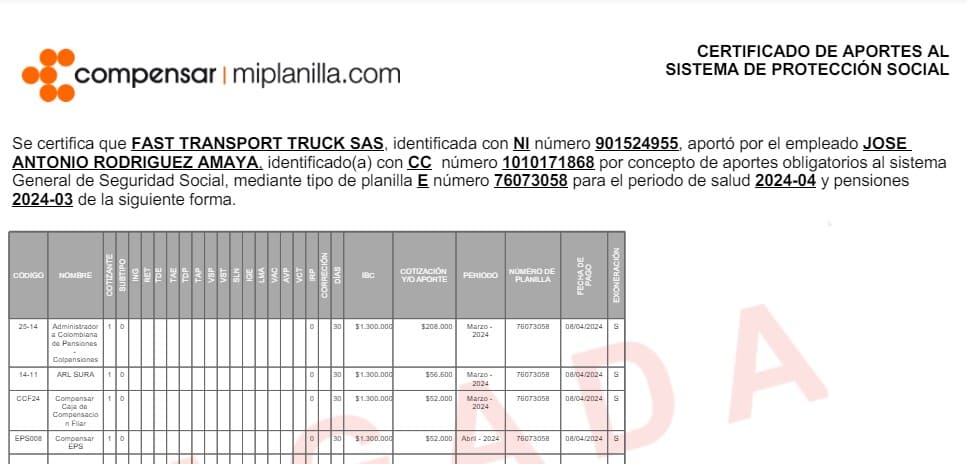 compensar | miplanilla.com
CERTIFICADO DE APORTES AL
SISTEMA DE PROTECCIÓN SOCIAL
Se certifica que FAST TRANSPORT TRUCK SAS, identificada con NI número 901524955, aportó por el empleado JOSE
ANTONIO RODRIGUEZ AMAYA, identificado(a) con CC número 1010171868 por concepto de aportes obligatorios al sistema
General de Seguridad Social, mediante tipo de planilla E número 76073058 para el periodo de salud 2024-04 y pensiones
2024-03 de la siguiente forma.
CÓDIGO NOMBRE COTIZANTE SUBTIPO ING RET TDE TAE TDP TAP VSP VST SLN IGE LMA VAC AVP VCT IRP CORRECIÓN DÍAS IBC COTIZACIÓN Y/O APORTE PERIODO NÚMERO DE PLANILLA FECHA DE PAGO EXONERACIÓN
25-14 Administrador 1 0 0 30 $1.300.000 $208.000 Marzo - 76073058 08/04/2024 S
a Colombiana 2024
de Pensiones
-
Colpensiones
14-11 ARL SURA 1 0 0 30 $1.300.000 $56.600 Marzo - 76073058 08/04/2024 S
2024
CCF24 Compensar 1 0 0 30 $1.300.000 $52.000 Marzo - 76073058 08/04/2024 S
Caja de 2024
Compensacio
n Fliar
EPS008 Compensar 1 0 0 30 $1.300.000 $52.000 Abril - 2024 76073058 08/04/2024 S
EPS
GADA